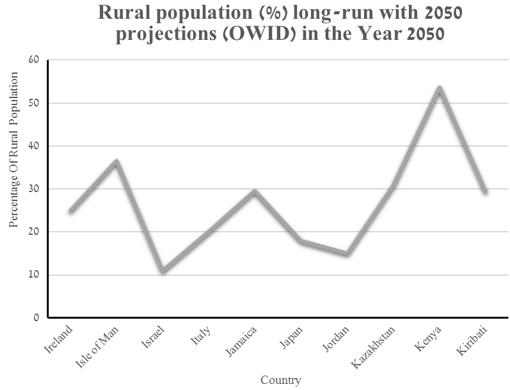 Rural population (%) long-run with 2050
projections (OWID) in the Year 2050
Percentage Of Rural Population
60
50
40
30
20
10
0
Ireland
Isle of Man
Israel
Italy
Jamaica
Japan
Jordan
Kazakhstan
Kenya
Kiribati
Country